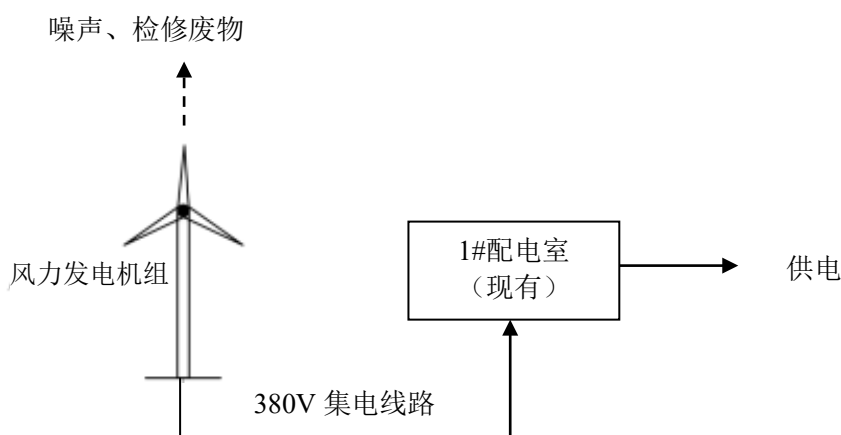 噪声、检修废物
风力发电机组
1#配电室
（现有）
供电
380V 集电线路